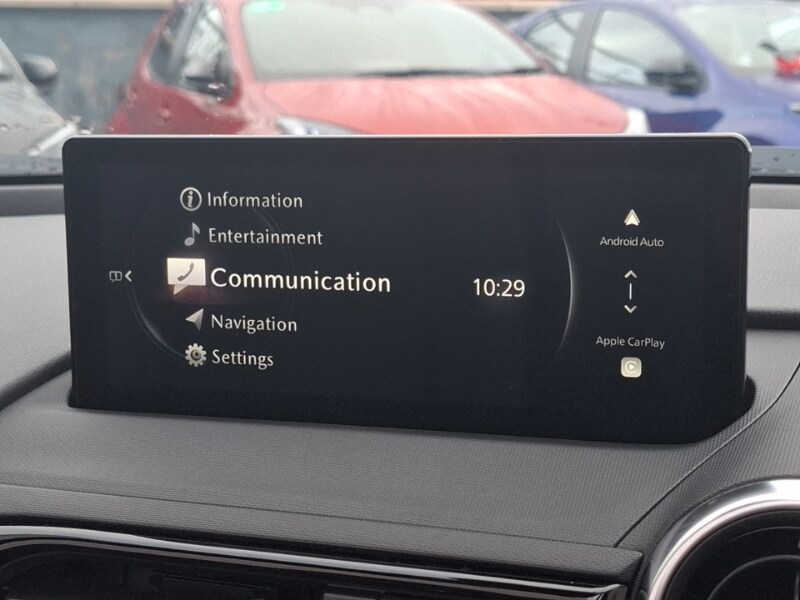 Information
Entertainment
Communication
Navigation
Settings
10:29
Android Auto
Apple CarPlay